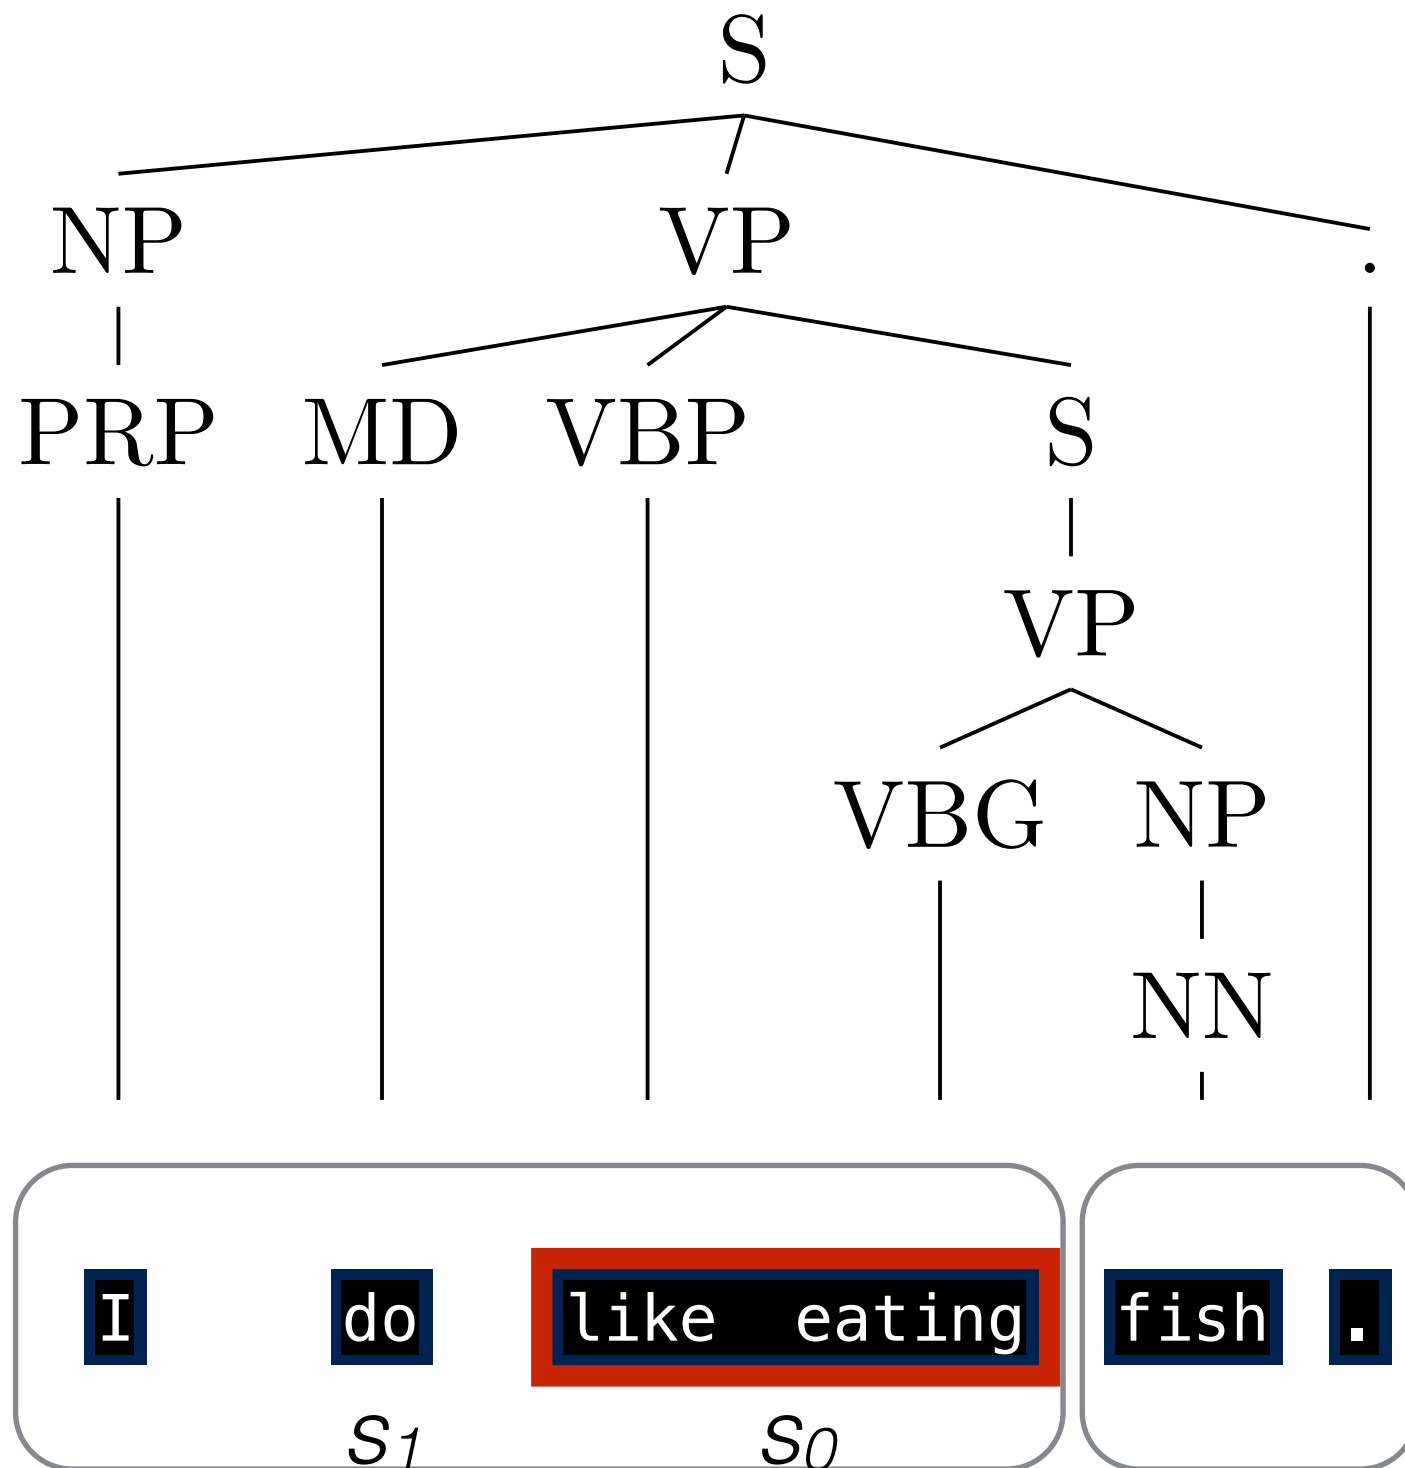 S
NP VP .
PRP MD VBP S
VP
VBG NP
NN
I do like eating fish .
S1 S0